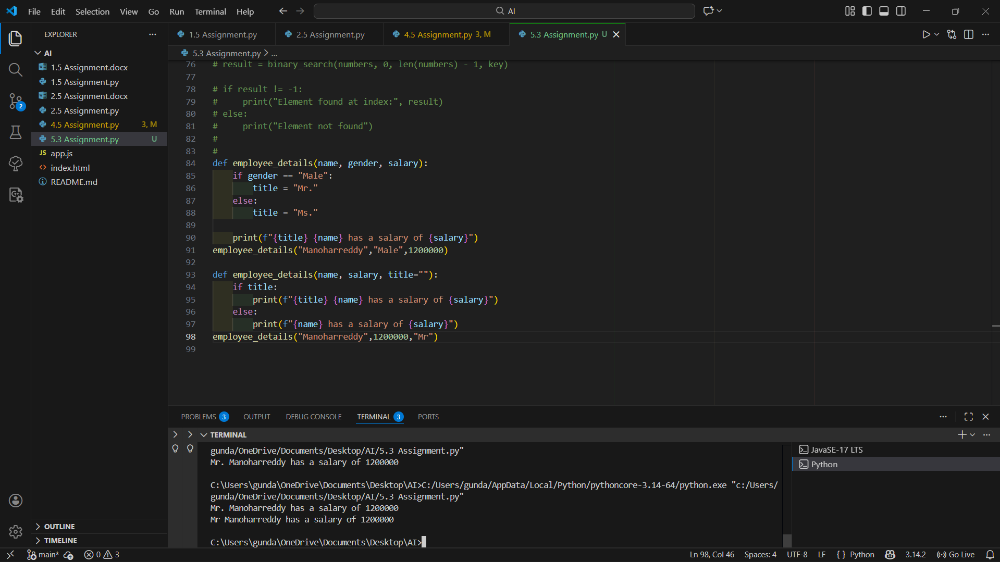 File Edit Selection View Go Run Terminal Help
AI
EXPLORER
1.5 Assignment.py
2.5 Assignment.py
4.5 Assignment.py 3, M
5.3 Assignment.py U
AI
1.5 Assignment.docx
1.5 Assignment.py
2.5 Assignment.docx
2.5 Assignment.py
4.5 Assignment.py 3, M
5.3 Assignment.py U
JS app.js
index.html
README.md
2
OUTLINE
TIMELINE
5.3 Assignment.py > ...
76 # result = binary_search(numbers, 0, len(numbers) - 1, key)
77
78 # if result != -1:
79 #     print("Element found at index:", result)
80 # else:
81 #     print("Element not found")
82 #
83 #
84 def employee_details(name, gender, salary):
85     if gender == "Male":
86         title = "Mr."
87     else:
88         title = "Ms."
89
90     print(f"{title} {name} has a salary of {salary}")
91 employee_details("Manoharreddy","Male",1200000)
92
93 def employee_details(name, salary, title=""):
94     if title:
95         print(f"{title} {name} has a salary of {salary}")
96     else:
97         print(f"{name} has a salary of {salary}")
98 employee_details("Manoharreddy",1200000,"Mr")
99
PROBLEMS 3 OUTPUT DEBUG CONSOLE TERMINAL 3 PORTS
TERMINAL
gunda/OneDrive/Documents/Desktop/AI/5.3 Assignment.py"
Mr. Manoharreddy has a salary of 1200000
C:\Users\gunda\OneDrive\Documents\Desktop\AI>C:/Users/gunda/AppData/Local/Python/pythoncore-3.14-64/python.exe "c:/Users/
gunda/OneDrive/Documents/Desktop/AI/5.3 Assignment.py"
Mr. Manoharreddy has a salary of 1200000
Mr Manoharreddy has a salary of 1200000
C:\Users\gunda\OneDrive\Documents\Desktop\AI>
JavaSE-17 LTS
Python
main* 0 3
Ln 98, Col 46 Spaces: 4 UTF-8 LF { } Python 3.14.2 Go Live